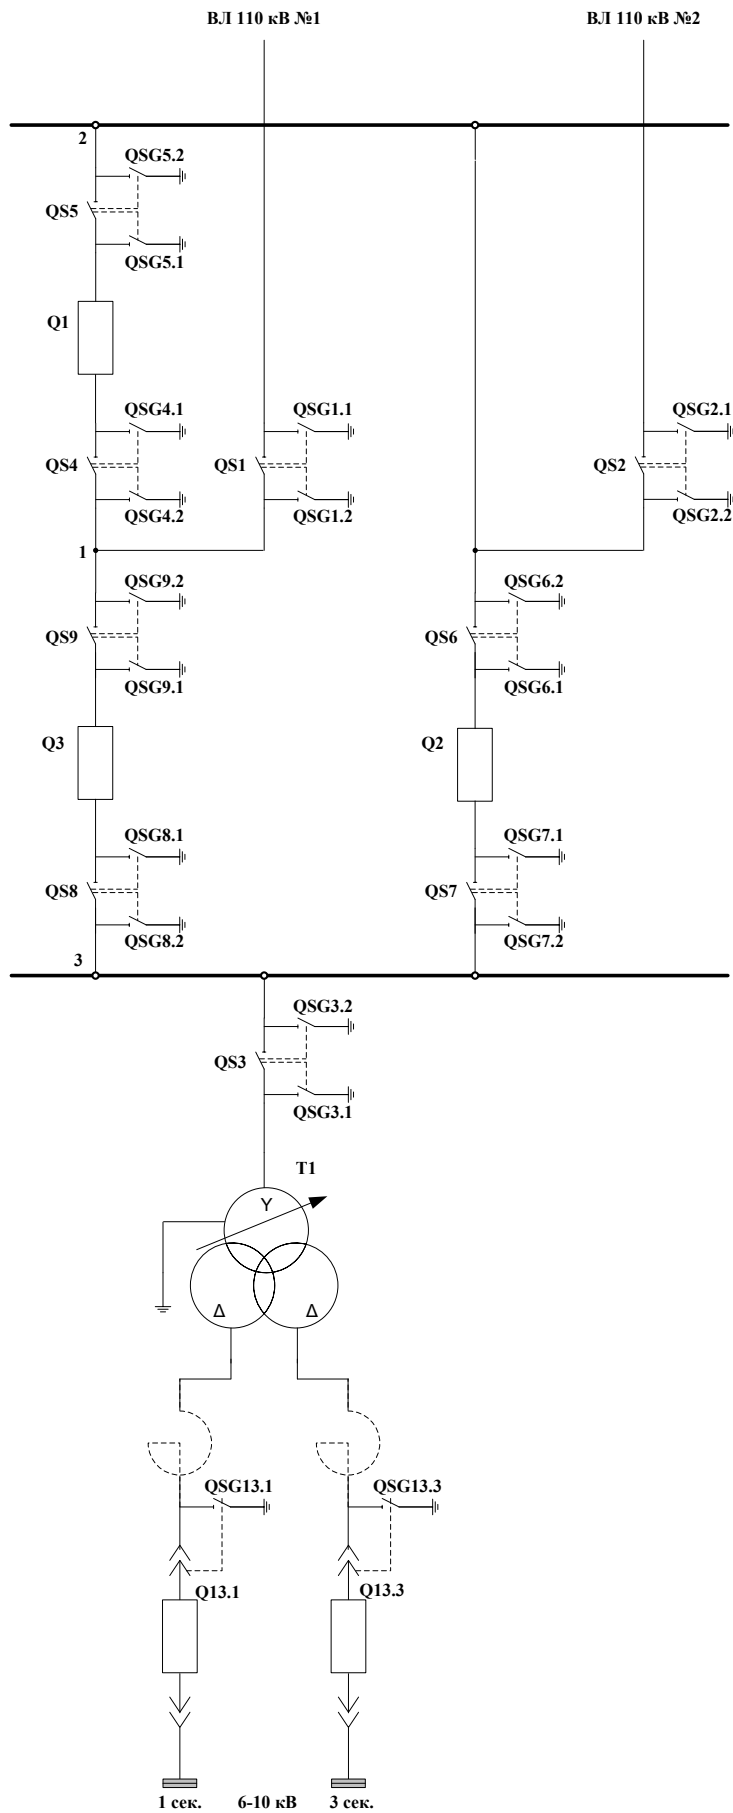 ВЛ 110 кВ №1
ВЛ 110 кВ №2
2
QSG5.2
QS5
QSG5.1
Q1
QSG4.1
QSG1.1
QSG2.1
QS4
QS1
QS2
QSG4.2
QSG1.2
QSG2.2
1
QSG9.2
QSG6.2
QS9
QS6
QSG9.1
QSG6.1
Q3
Q2
QSG8.1
QSG7.1
QS8
QS7
QSG8.2
QSG7.2
3
QSG3.2
QS3
QSG3.1
T1
Y
Δ
Δ
QSG13.1
QSG13.3
Q13.1
Q13.3
1 сек.
6-10 кВ
3 сек.